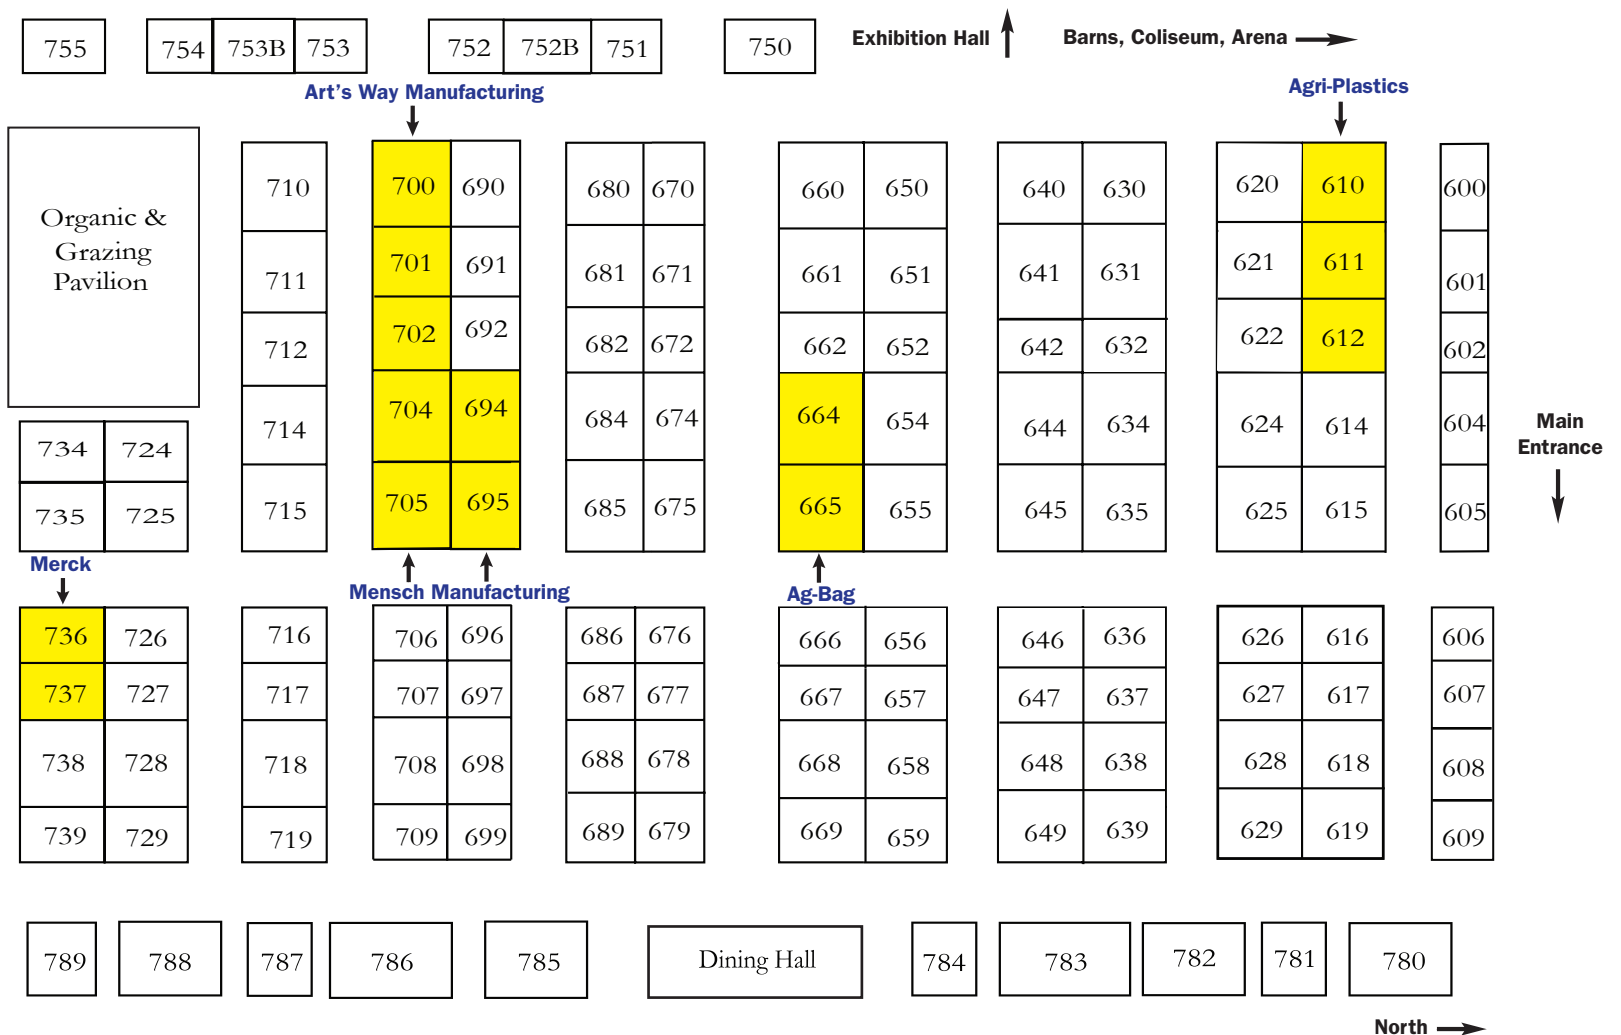 755 754 753B 753 752 752B 751 750 Exhibition Hall Barns, Coliseum, Arena
Art's Way Manufacturing Agri-Plastics
Organic &
Grazing
Pavilion
710 700 690 680 670 660 650 640 630 620 610 600
711 701 691 681 671 661 651 641 631 621 611 601
712 702 692 682 672 662 652 642 632 622 612 602
714 704 694 684 674 664 654 644 634 624 614 604
Main
Entrance
734 724
735 725 715 705 695 685 675 665 655 645 635 625 615 605
Merck
Mensch Manufacturing Ag-Bag
736 726 716 706 696 686 676 666 656 646 636 626 616 606
737 727 717 707 697 687 677 667 657 647 637 627 617 607
738 728 718 708 698 688 678 668 658 648 638 628 618 608
739 729 719 709 699 689 679 669 659 649 639 629 619 609
789 788 787 786 785 Dining Hall 784 783 782 781 780
North